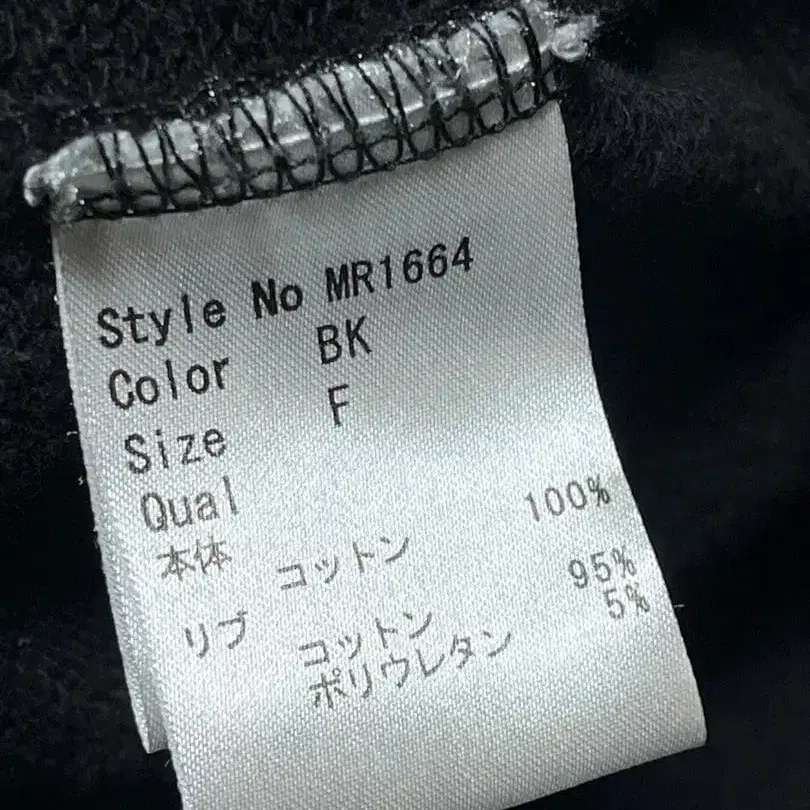 Style No MR1664
Color BK
Size F
Qual
本体 コットン 100%
リブ コットン 95%
ポリウレタン 5%